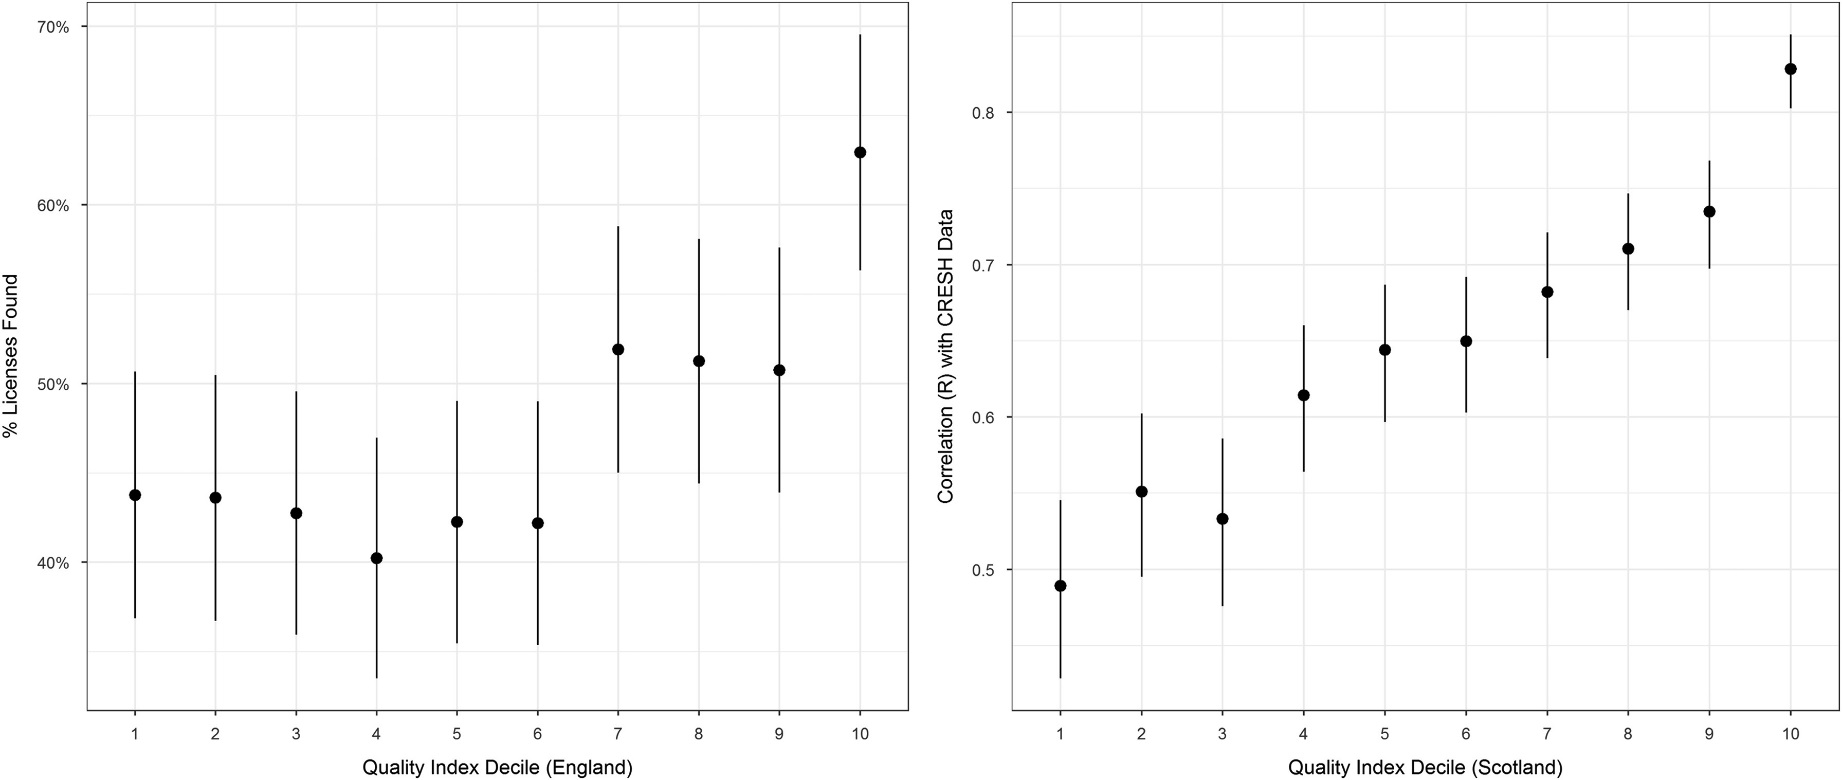 70%
60%
50%
40%
% Licenses Found
1 2 3 4 5 6 7 8 9 10
Quality Index Decile (England)
0.8
0.7
0.6
0.5
Correlation (R) with CRESH Data
1 2 3 4 5 6 7 8 9 10
Quality Index Decile (Scotland)